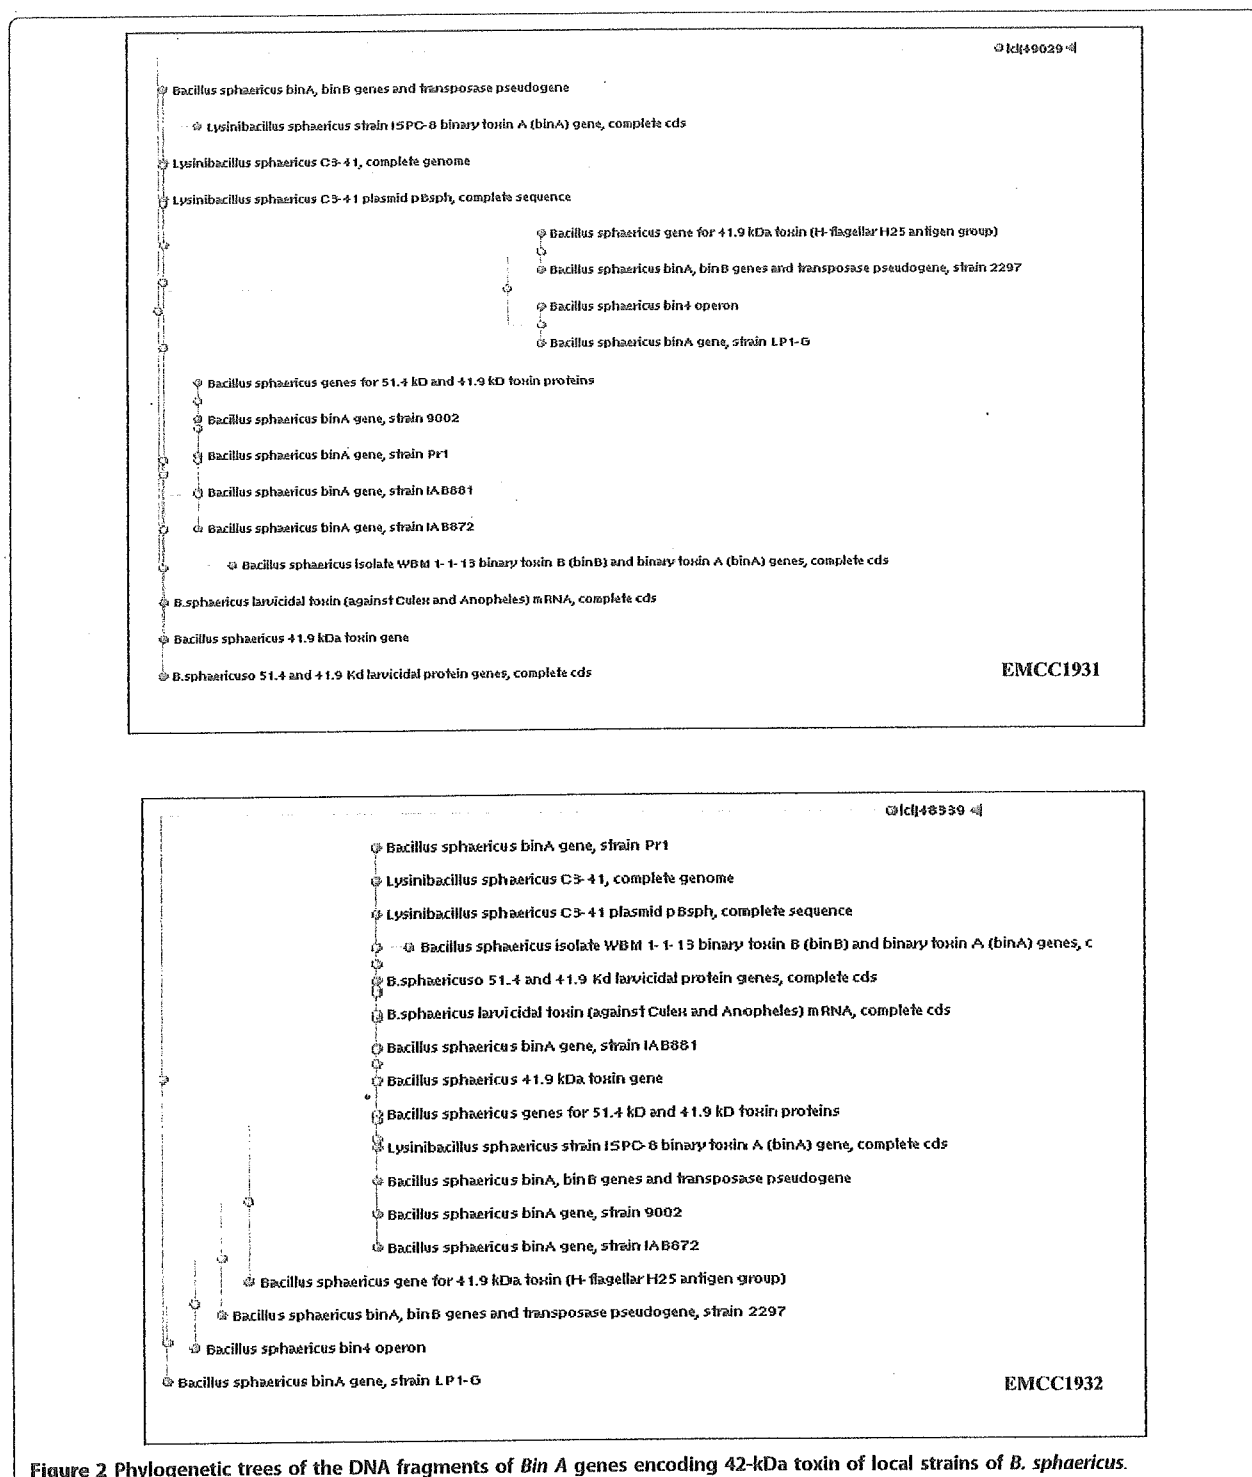 lcl|49029
Bacillus sphaericus binA, binB genes and transposase pseudogene
Lysinibacillus sphaericus strain ISPC-8 binary toxin A (binA) gene, complete cds
Lysinibacillus sphaericus C3-41, complete genome
Lysinibacillus sphaericus C3-41 plasmid pBsph, complete sequence
Bacillus sphaericus gene for 41.9 kDa toxin (H-flagellar H25 antigen group)
Bacillus sphaericus binA, binB genes and transposase pseudogene, strain 2297
Bacillus sphaericus bin4 operon
Bacillus sphaericus binA gene, strain LP1-G
Bacillus sphaericus genes for 51.4 kD and 41.9 kD toxin proteins
Bacillus sphaericus binA gene, strain 9002
Bacillus sphaericus binA gene, strain Pr1
Bacillus sphaericus binA gene, strain IAB881
Bacillus sphaericus binA gene, strain IAB872
Bacillus sphaericus isolate WBM 1-1-13 binary toxin B (binB) and binary toxin A (binA) genes, complete cds
B.sphaericus larvicidal toxin (against Culex and Anopheles) mRNA, complete cds
Bacillus sphaericus 41.9 kDa toxin gene
B.sphaericuso 51.4 and 41.9 Kd larvicidal protein genes, complete cds
EMCC1931
lcl|48339
Bacillus sphaericus binA gene, strain Pr1
Lysinibacillus sphaericus C3-41, complete genome
Lysinibacillus sphaericus C3-41 plasmid pBsph, complete sequence
Bacillus sphaericus isolate WBM 1-1-13 binary toxin B (binB) and binary toxin A (binA) genes, c
B.sphaericuso 51.4 and 41.9 Kd larvicidal protein genes, complete cds
B.sphaericus larvicidal toxin (against Culex and Anopheles) mRNA, complete cds
Bacillus sphaericus binA gene, strain IAB881
Bacillus sphaericus 41.9 kDa toxin gene
Bacillus sphaericus genes for 51.4 kD and 41.9 kD toxin proteins
Lysinibacillus sphaericus strain ISPC-8 binary toxin A (binA) gene, complete cds
Bacillus sphaericus binA, binB genes and transposase pseudogene
Bacillus sphaericus binA gene, strain 9002
Bacillus sphaericus binA gene, strain IAB872
Bacillus sphaericus gene for 41.9 kDa toxin (H-flagellar H25 antigen group)
Bacillus sphaericus binA, binB genes and transposase pseudogene, strain 2297
Bacillus sphaericus bin4 operon
Bacillus sphaericus binA gene, strain LP1-G
EMCC1932
Figure 2 Phylogenetic trees of the DNA fragments of Bin A genes encoding 42-kDa toxin of local strains of B. sphaericus.